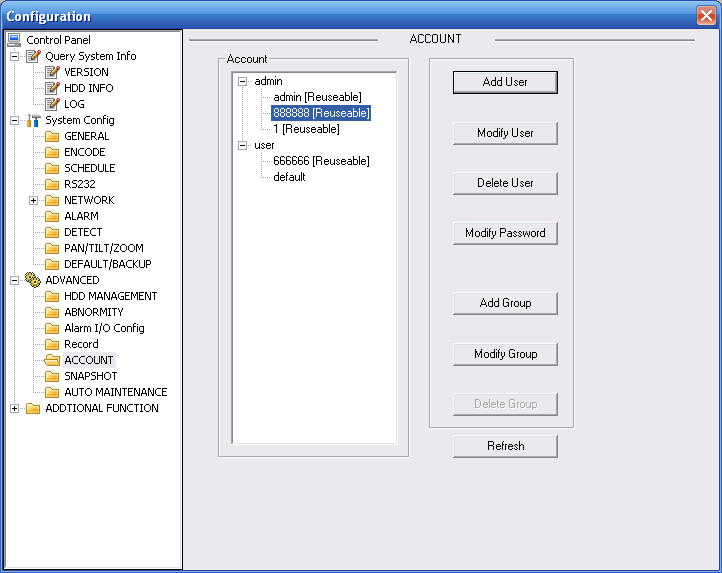 Configuration
Control Panel
Query System Info
VERSION
HDD INFO
LOG
System Config
GENERAL
ENCODE
SCHEDULE
RS232
NETWORK
ALARM
DETECT
PAN/TILT/ZOOM
DEFAULT/BACKUP
ADVANCED
HDD MANAGEMENT
ABNORMITY
Alarm I/O Config
Record
ACCOUNT
SNAPSHOT
AUTO MAINTENANCE
ADDTIONAL FUNCTION
ACCOUNT
Account
admin
admin [Reuseable]
888888 [Reuseable]
1 [Reuseable]
user
666666 [Reuseable]
default
Add User
Modify User
Delete User
Modify Password
Add Group
Modify Group
Delete Group
Refresh